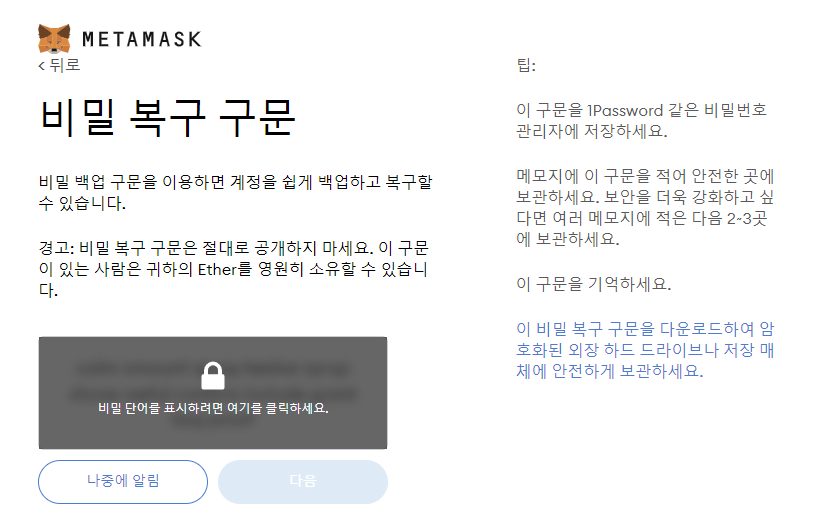 METAMASK
< 뒤로
비밀 복구 구문
비밀 백업 구문을 이용하면 계정을 쉽게 백업하고 복구할
수 있습니다.
경고: 비밀 복구 구문은 절대로 공개하지 마세요. 이 구문
이 있는 사람은 귀하의 Ether를 영원히 소유할 수 있습니
다.
비밀 단어를 표시하려면 여기를 클릭하세요.
나중에 알림
다음
팁:
이 구문을 1Password 같은 비밀번호
관리자에 저장하세요.
메모지에 이 구문을 적어 안전한 곳에
보관하세요. 보안을 더욱 강화하고 싶
다면 여러 메모지에 적은 다음 2~3곳
에 보관하세요.
이 구문을 기억하세요.
이 비밀 복구 구문을 다운로드하여 암
호화된 외장 하드 드라이브나 저장 매
체에 안전하게 보관하세요.